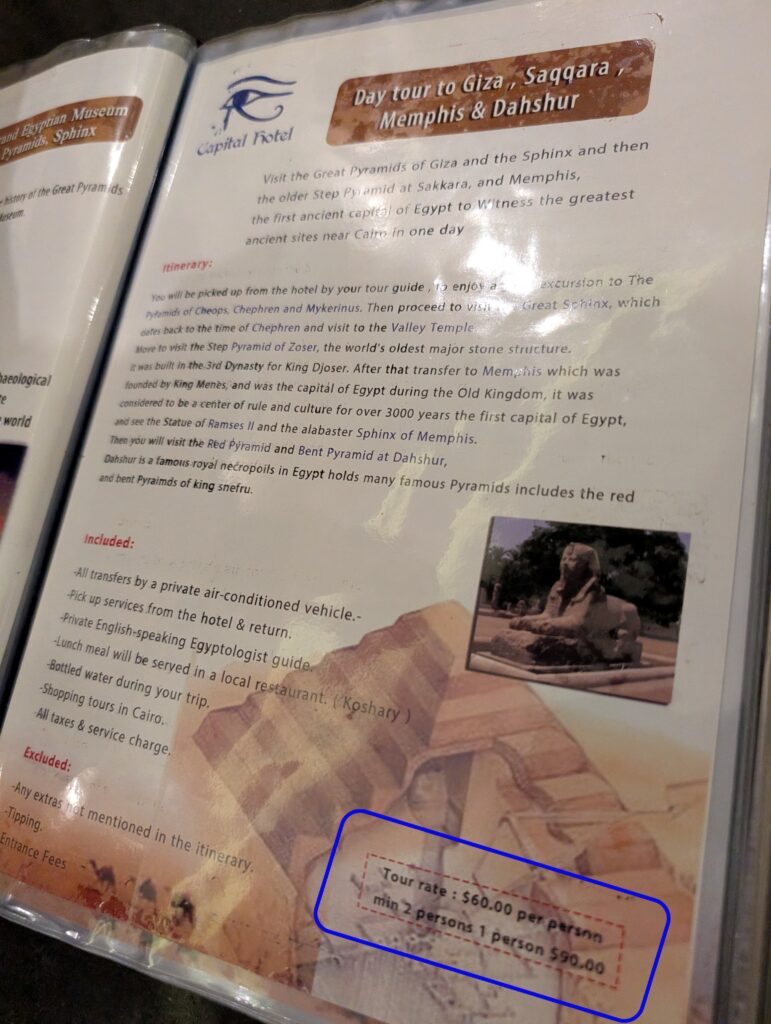 and Egyptian Museum
Pyramids, Sphinx
history of the Great Pyramids
Museum.
haeological
te
world
Capital Hotel
Day tour to Giza , Saqqara ,
Memphis & Dahshur
Visit the Great Pyramids of Giza and the Sphinx and then
the older Step Pyramid at Sakkara, and Memphis,
the first ancient capital of Egypt to Witness the greatest
ancient sites near Cairo in one day
Itinerary:
You will be picked up from the hotel by your tour guide , to enjoy a excursion to The
Pyramids of Cheops, Chephren and Mykerinus. Then proceed to visit Great Sphinx, which
dates back to the time of Chephren and visit to the Valley Temple
Move to visit the Step Pyramid of Zoser, the world's oldest major stone structure.
it was built in the 3rd Dynasty for King Djoser. After that transfer to Memphis which was
founded by King Menes, and was the capital of Egypt during the Old Kingdom, it was
considered to be a center of rule and culture for over 3000 years the first capital of Egypt,
and see the Statue of Ramses II and the alabaster Sphinx of Memphis.
Then you will visit the Red Pyramid and Bent Pyramid at Dahshur,
Dahshur is a famous royal necropoils in Egypt holds many famous Pyramids includes the red
and bent Pyraimds of king snefru.
Included:
-All transfers by a private air-conditioned vehicle.-
-Pick up services from the hotel & return.
-Private English-speaking Egyptologist guide.
-Lunch meal will be served in a local restaurant. ( Koshary )
-Bottled water during your trip.
-Shopping tours in Cairo.
All taxes & service charge.
Excluded:
-Any extras not mentioned in the itinerary.
-Tipping.
Entrance Fees
Tour rate : $60.00 per person
min 2 persons 1 person $90.00